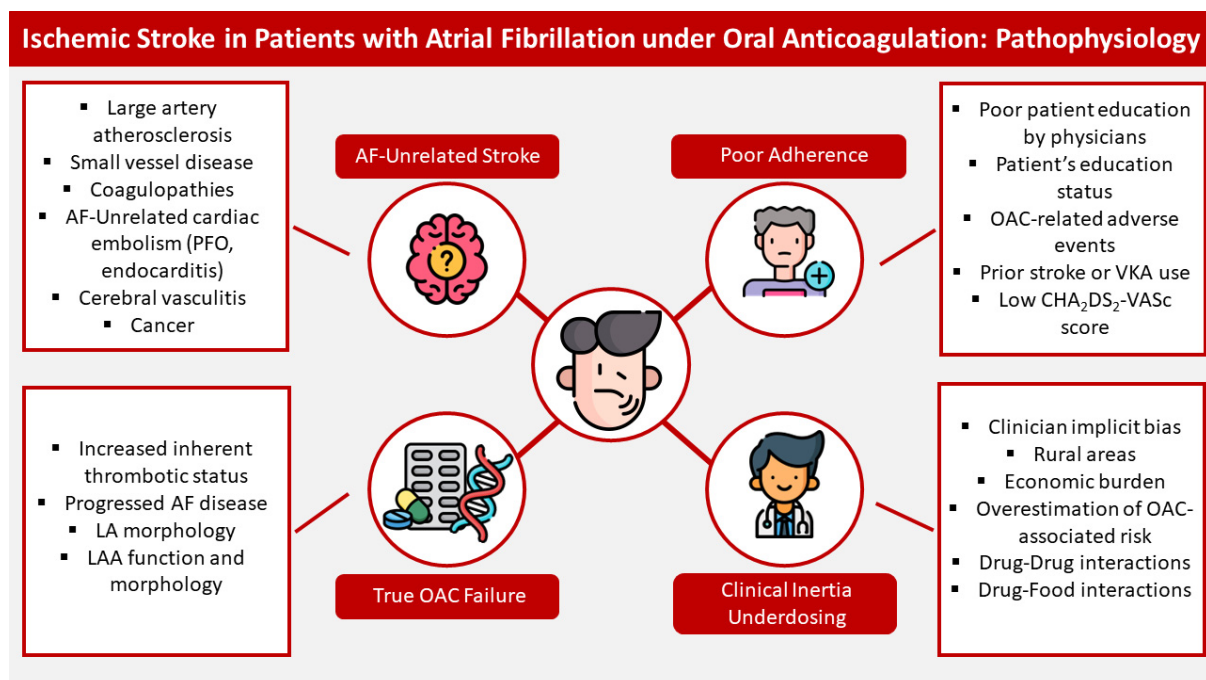 Ischemic Stroke in Patients with Atrial Fibrillation under Oral Anticoagulation: Pathophysiology
▪ Large artery
atherosclerosis
▪ Small vessel disease
▪ Coagulopathies
▪ AF-Unrelated cardiac
embolism (PFO,
endocarditis)
▪ Cerebral vasculitis
▪ Cancer
AF-Unrelated Stroke
?
Poor Adherence
▪ Poor patient education
by physicians
▪ Patient’s education
status
▪ OAC-related adverse
events
▪ Prior stroke or VKA use
▪ Low CHA₂DS₂-VASc
score
▪ Increased inherent
thrombotic status
▪ Progressed AF disease
▪ LA morphology
▪ LAA function and
morphology
True OAC Failure
Clinical Inertia
Underdosing
▪ Clinician implicit bias
▪ Rural areas
▪ Economic burden
▪ Overestimation of OAC-
associated risk
▪ Drug-Drug interactions
▪ Drug-Food interactions